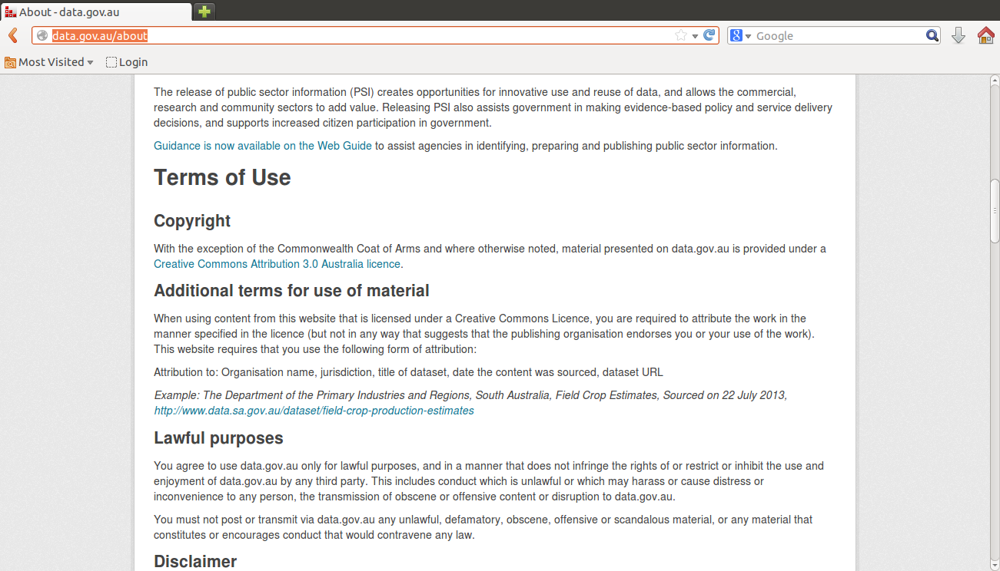 About - data.gov.au
data.gov.au/about
8
Google
Most Visited
Login
The release of public sector information (PSI) creates opportunities for innovative use and reuse of data, and allows the commercial,
research and community sectors to add value. Releasing PSI also assists government in making evidence-based policy and service delivery
decisions, and supports increased citizen participation in government.
Guidance is now available on the Web Guide to assist agencies in identifying, preparing and publishing public sector information.
Terms of Use
Copyright
With the exception of the Commonwealth Coat of Arms and where otherwise noted, material presented on data.gov.au is provided under a
Creative Commons Attribution 3.0 Australia licence.
Additional terms for use of material
When using content from this website that is licensed under a Creative Commons Licence, you are required to attribute the work in the
manner specified in the licence (but not in any way that suggests that the publishing organisation endorses you or your use of the work).
This website requires that you use the following form of attribution:
Attribution to: Organisation name, jurisdiction, title of dataset, date the content was sourced, dataset URL
Example: The Department of the Primary Industries and Regions, South Australia, Field Crop Estimates, Sourced on 22 July 2013,
http://www.data.sa.gov.au/dataset/field-crop-production-estimates
Lawful purposes
You agree to use data.gov.au only for lawful purposes, and in a manner that does not infringe the rights of or restrict or inhibit the use and
enjoyment of data.gov.au by any third party. This includes conduct which is unlawful or which may harass or cause distress or
inconvenience to any person, the transmission of obscene or offensive content or disruption to data.gov.au.
You must not post or transmit via data.gov.au any unlawful, defamatory, obscene, offensive or scandalous material, or any material that
constitutes or encourages conduct that would contravene any law.
Disclaimer